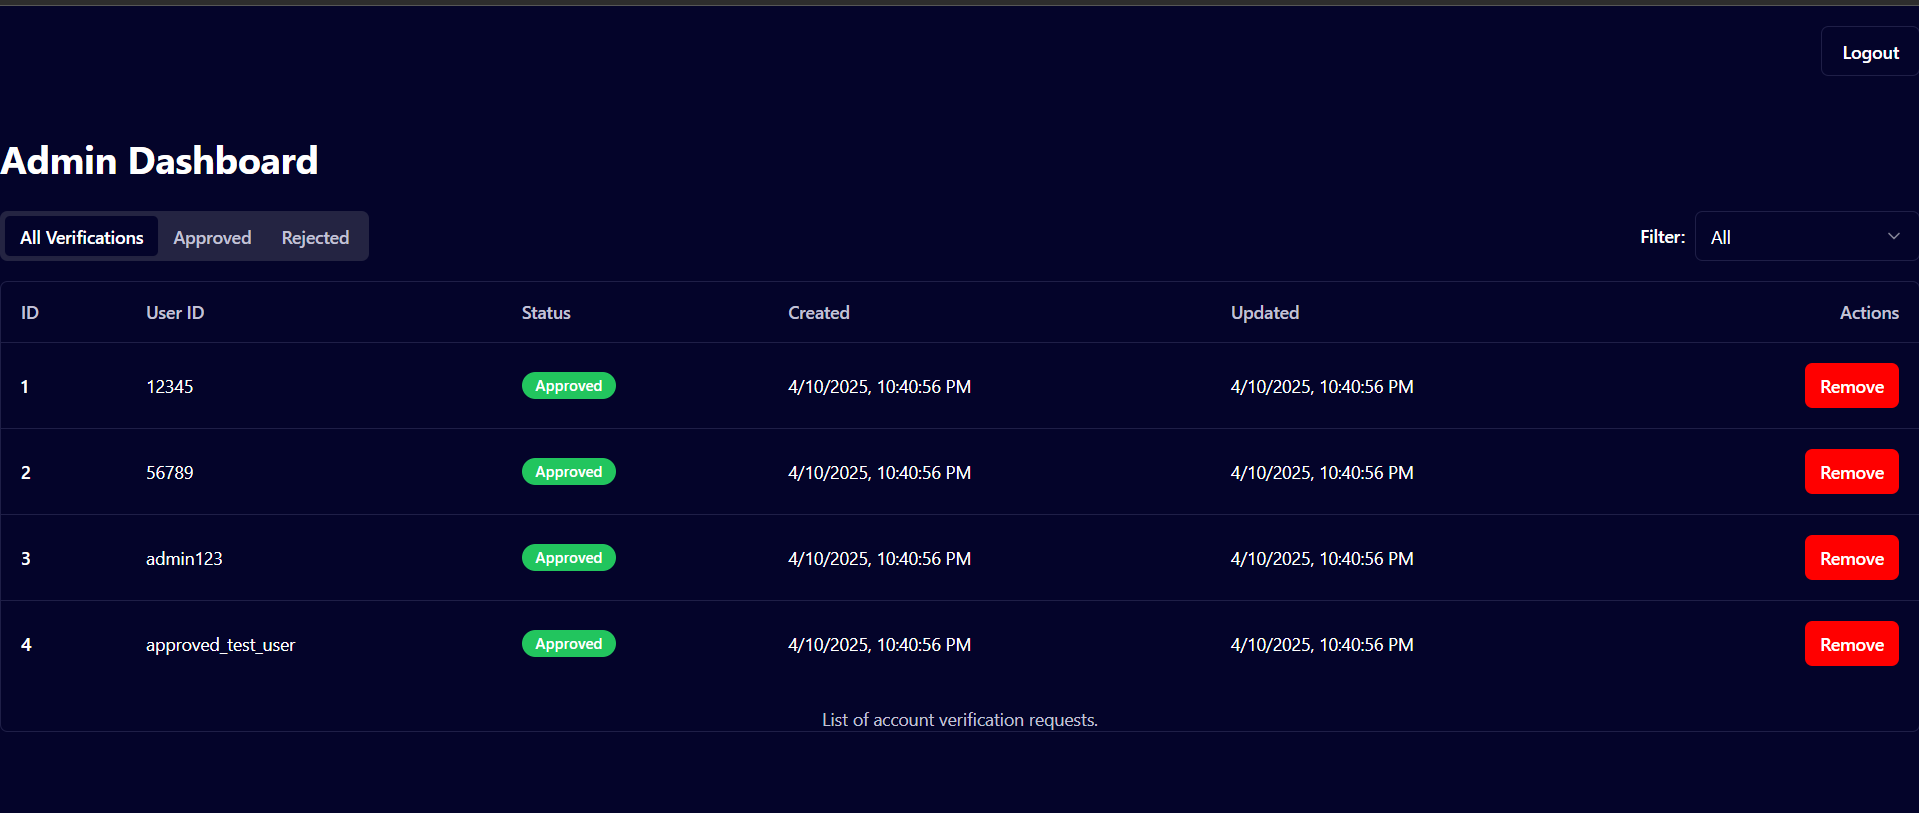 Logout
Admin Dashboard
All Verifications Approved Rejected Filter: All
ID User ID Status Created Updated Actions
1 12345 Approved 4/10/2025, 10:40:56 PM 4/10/2025, 10:40:56 PM Remove
2 56789 Approved 4/10/2025, 10:40:56 PM 4/10/2025, 10:40:56 PM Remove
3 admin123 Approved 4/10/2025, 10:40:56 PM 4/10/2025, 10:40:56 PM Remove
4 approved_test_user Approved 4/10/2025, 10:40:56 PM 4/10/2025, 10:40:56 PM Remove
List of account verification requests.